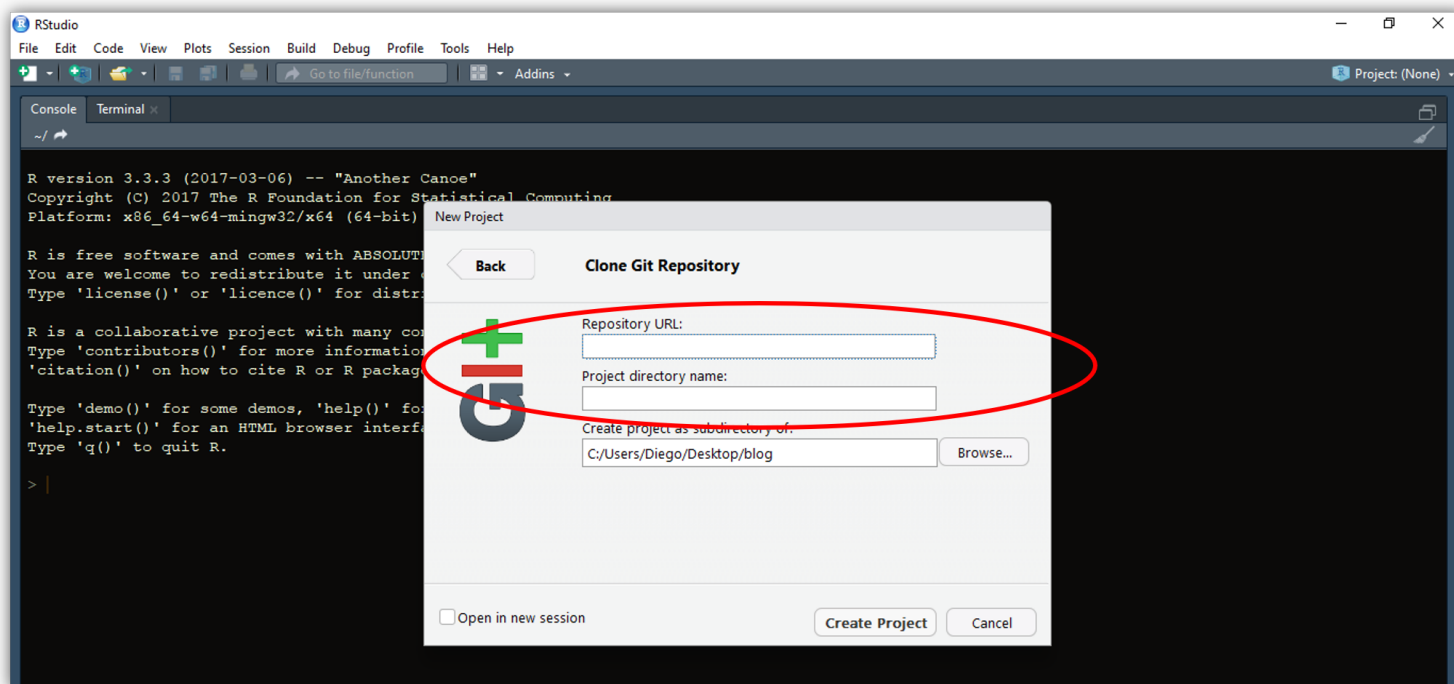 RStudio
File Edit Code View Plots Session Build Debug Profile Tools Help
Go to file/function Addins Project: (None)
Console Terminal
~/
R version 3.3.3 (2017-03-06) -- "Another Canoe"
Copyright (C) 2017 The R Foundation for Statistical Computing
Platform: x86_64-w64-mingw32/x64 (64-bit)
R is free software and comes with ABSOLUT
You are welcome to redistribute it under
Type 'license()' or 'licence()' for distr
R is a collaborative project with many co
Type 'contributors()' for more informatio
'citation()' on how to cite R or R packag
Type 'demo()' for some demos, 'help()' fo
'help.start()' for an HTML browser interfa
Type 'q()' to quit R.
>
New Project
Back
Clone Git Repository
GIT
Repository URL:
Project directory name:
Create project as subdirectory of:
C:/Users/Diego/Desktop/blog
Browse...
Open in new session
Create Project
Cancel